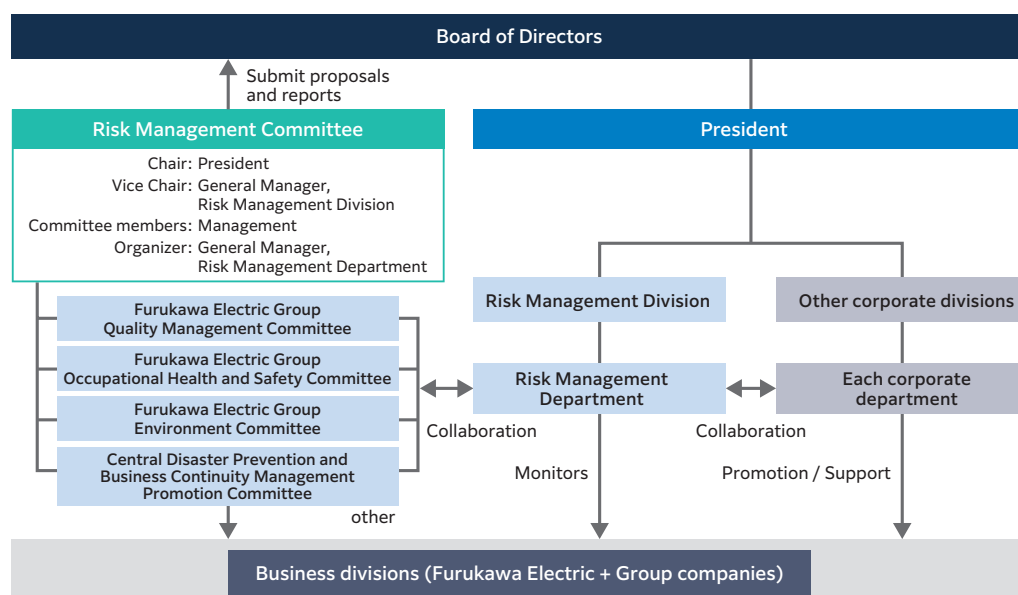 Board of Directors
Submit proposals
and reports
Risk Management Committee
Chair: President
Vice Chair: General Manager,
Risk Management Division
Committee members: Management
Organizer: General Manager,
Risk Management Department
President
Risk Management Division
Other corporate divisions
Furukawa Electric Group
Quality Management Committee
Furukawa Electric Group
Occupational Health and Safety Committee
Furukawa Electric Group
Environment Committee
Central Disaster Prevention and
Business Continuity Management
Promotion Committee
other
Collaboration
Risk Management
Department
Collaboration
Each corporate
department
Monitors
Promotion / Support
Business divisions (Furukawa Electric + Group companies)